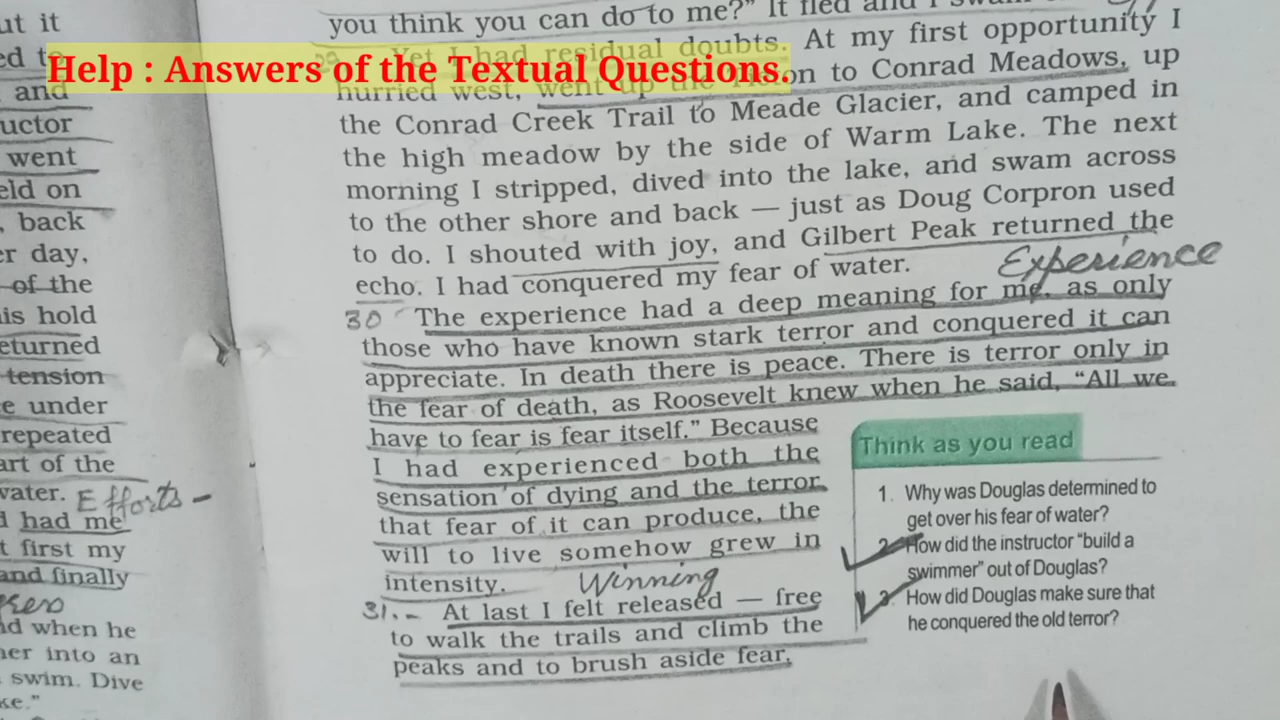 ut it
ed to
and
uctor
went
eld on
, back
er day,
of the
is hold
eturned
tension
e under
repeated
art of the
water. Efforts -
d had me
t first my
and finally
kers
nd when he
her into an
swim. Dive
ke."
Help : Answers of the Textual Questions.
you think you can do to me?" It fled and I
29 Yet I had residual doubts. At my first opportunity I
hurried west, went up the on to Conrad Meadows, up
the Conrad Creek Trail to Meade Glacier, and camped in
the high meadow by the side of Warm Lake. The next
morning I stripped, dived into the lake, and swam across
to the other shore and back — just as Doug Corpron used
to do. I shouted with joy, and Gilbert Peak returned the
echo. I had conquered my fear of water. Experience
30 The experience had a deep meaning for me, as only
those who have known stark terror and conquered it can
appreciate. In death there is peace. There is terror only in
the fear of death, as Roosevelt knew when he said, "All we
have to fear is fear itself." Because
I had experienced both the
sensation of dying and the terror
that fear of it can produce, the
will to live somehow grew in
intensity. Winning
31.- At last I felt released — free
to walk the trails and climb the
peaks and to brush aside fear.
Think as you read
1. Why was Douglas determined to
get over his fear of water?
2. How did the instructor "build a
swimmer" out of Douglas?
3. How did Douglas make sure that
he conquered the old terror?